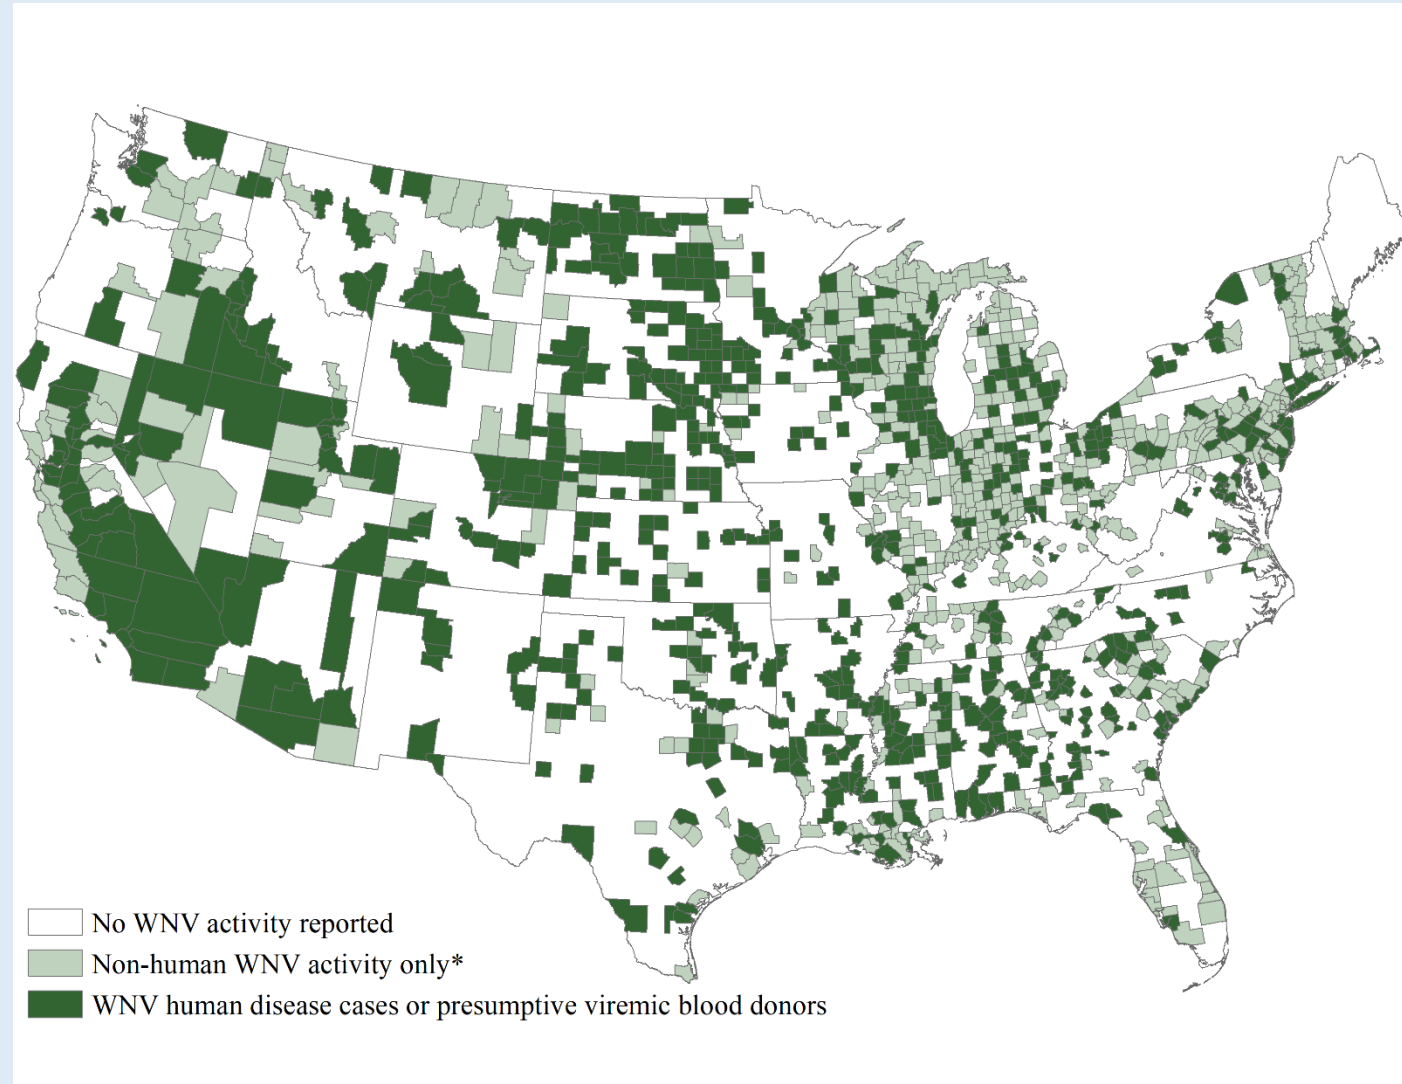 No WNV activity reported
Non-human WNV activity only*
WNV human disease cases or presumptive viremic blood donors